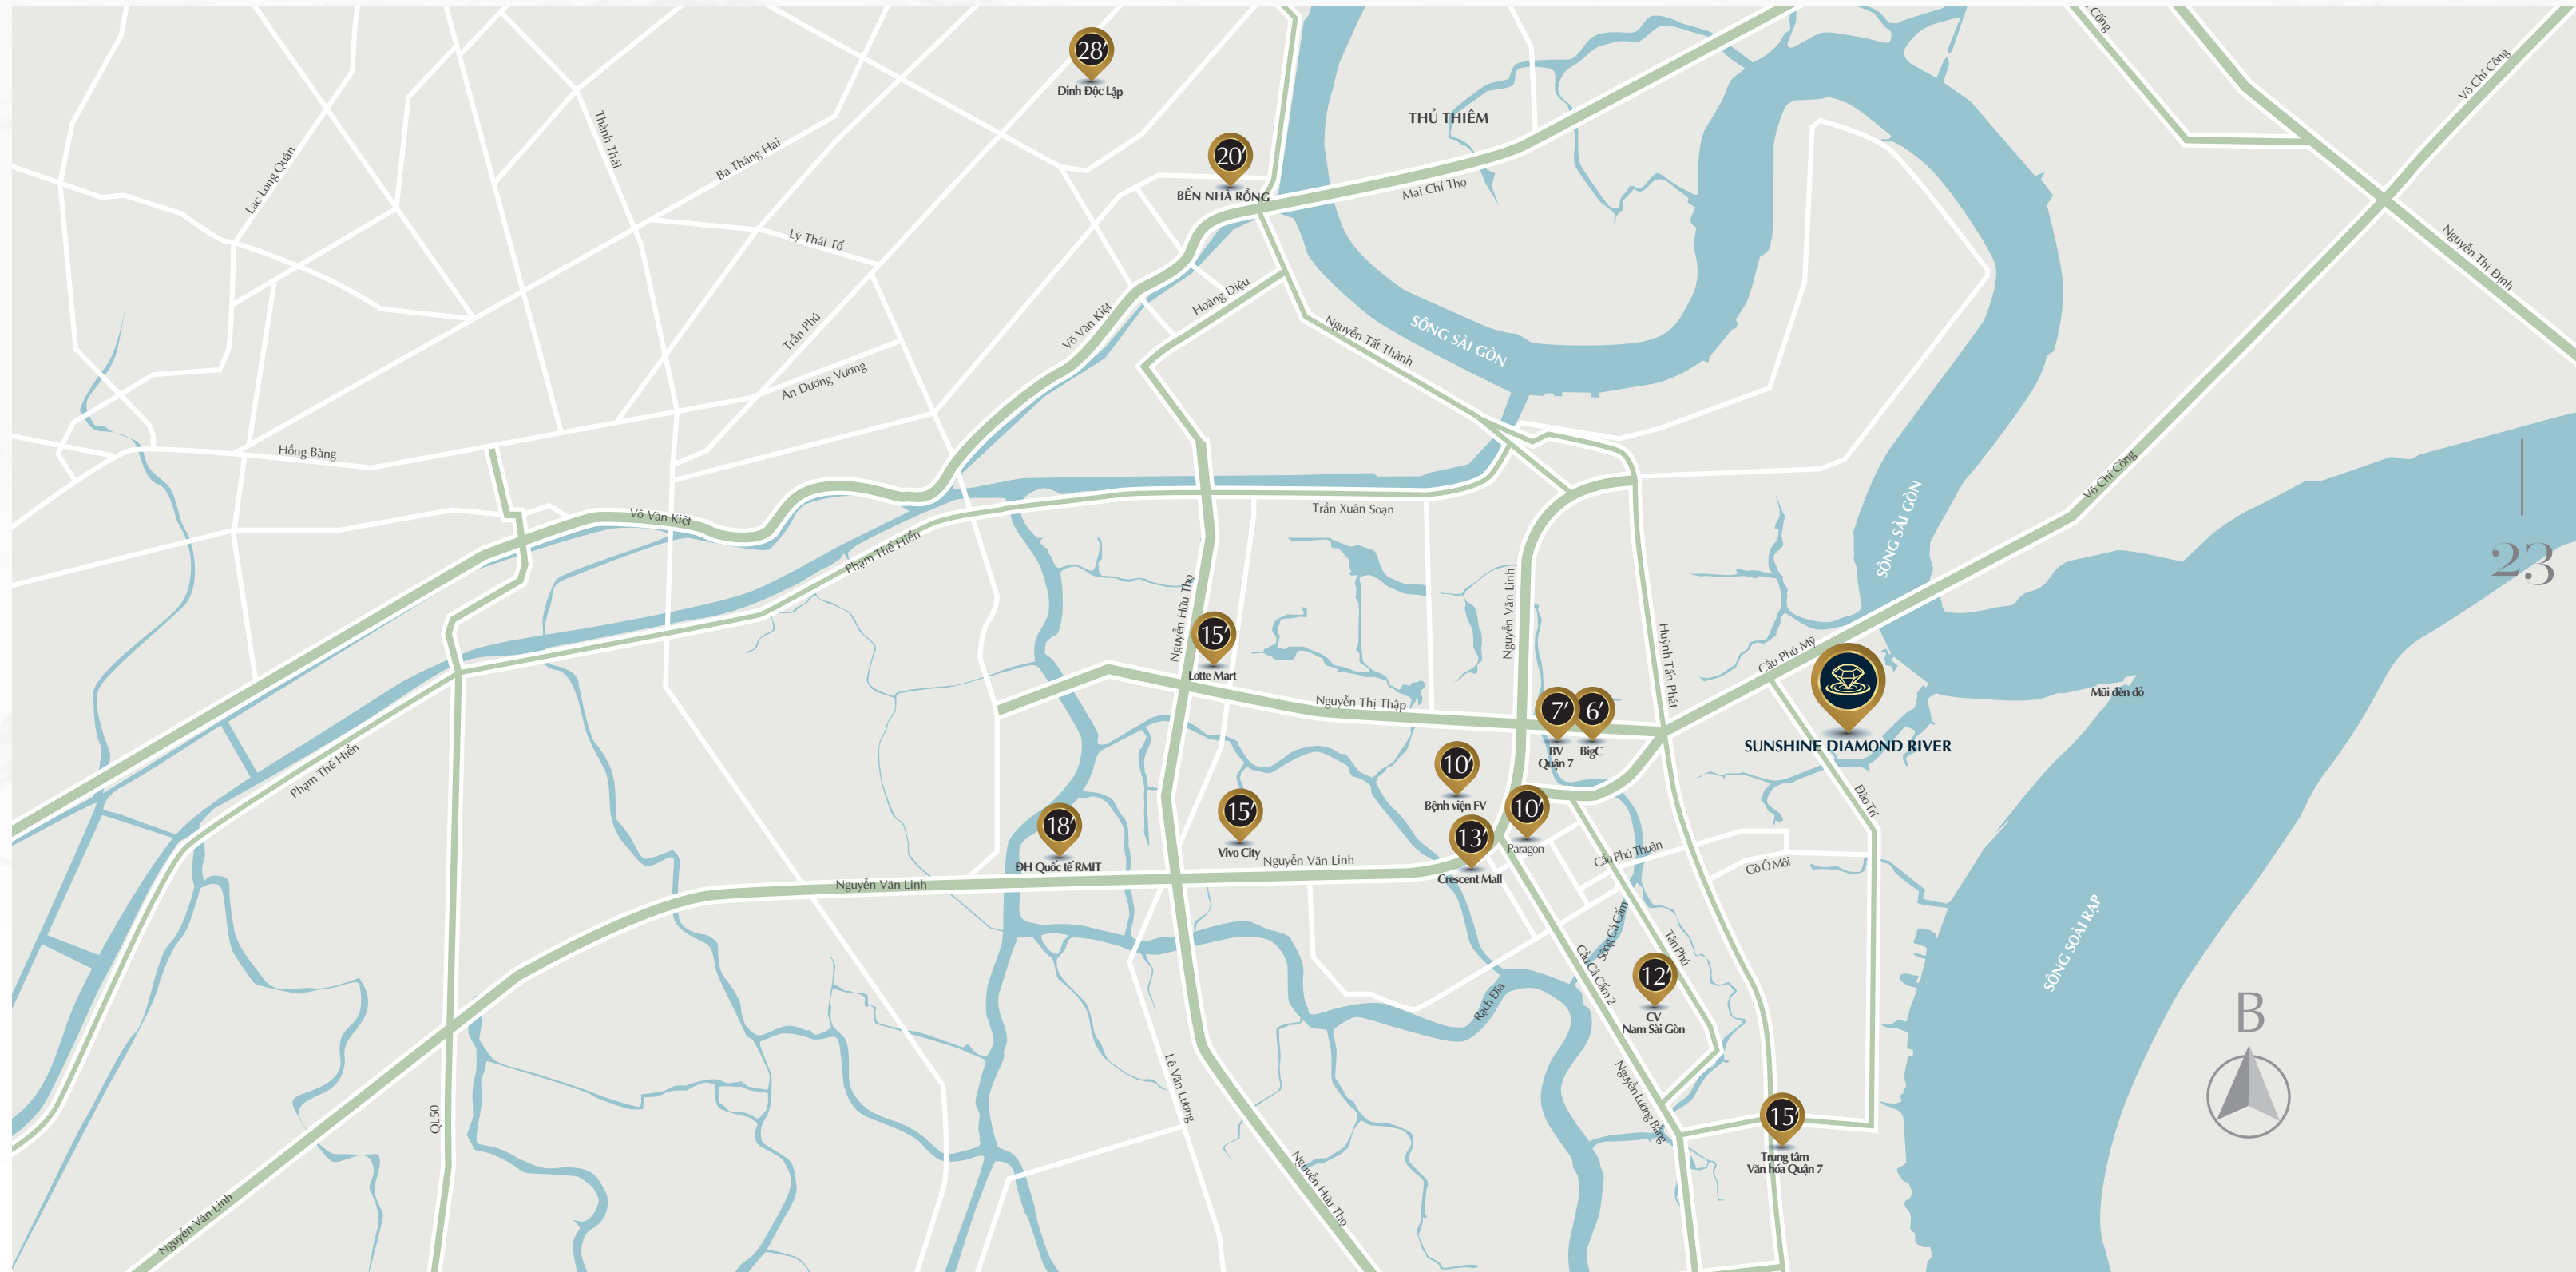 Cống
28'
Dinh Độc Lập
Võ Chí Công
THỦ THIÊM
Thành Thái
Ba Tháng Hai
Lạc Long Quân
20'
BẾN NHÀ RỒNG
Mai Chí Thọ
Lý Thái Tổ
Nguyễn Thị Định
Hoàng Diệu
Võ Văn Kiệt
Trần Phú
SÔNG SÀI GÒN
Nguyễn Tất Thành
An Dương Vương
Hồng Bàng
Võ Chí Công
Võ Văn Kiệt
Trần Xuân Soạn
SÔNG SÀI GÒN
23
Phạm Thế Hiển
Nguyễn Hữu Thọ
Nguyễn Văn Linh
15'
Lotte Mart
Huỳnh Tấn Phát
Cầu Phú Mỹ
Mũi đèn đỏ
Nguyễn Thị Thập
7'
6'
BV
Quận 7
BigC
SUNSHINE DIAMOND RIVER
Phạm Thế Hiển
10'
Bệnh viện FV
Đào Trí
10'
Paragon
15'
Vivo City
18'
ĐH Quốc tế RMIT
13'
Crescent Mall
Cầu Phú Thuận
Gò Ô Môi
Nguyễn Văn Linh
Nguyễn Văn Linh
Sông Cả Cấm
Tân Phú
SÔNG SOÀI RẠP
Cầu Cả Cấm 2
12'
CV
Nam Sài Gòn
Rạch Đỉa
B
QL50
Lê Văn Lương
Nguyễn Lương Bằng
15'
Trung tâm
Văn hóa Quận 7
Nguyễn Hữu Thọ
Nguyễn Văn Linh